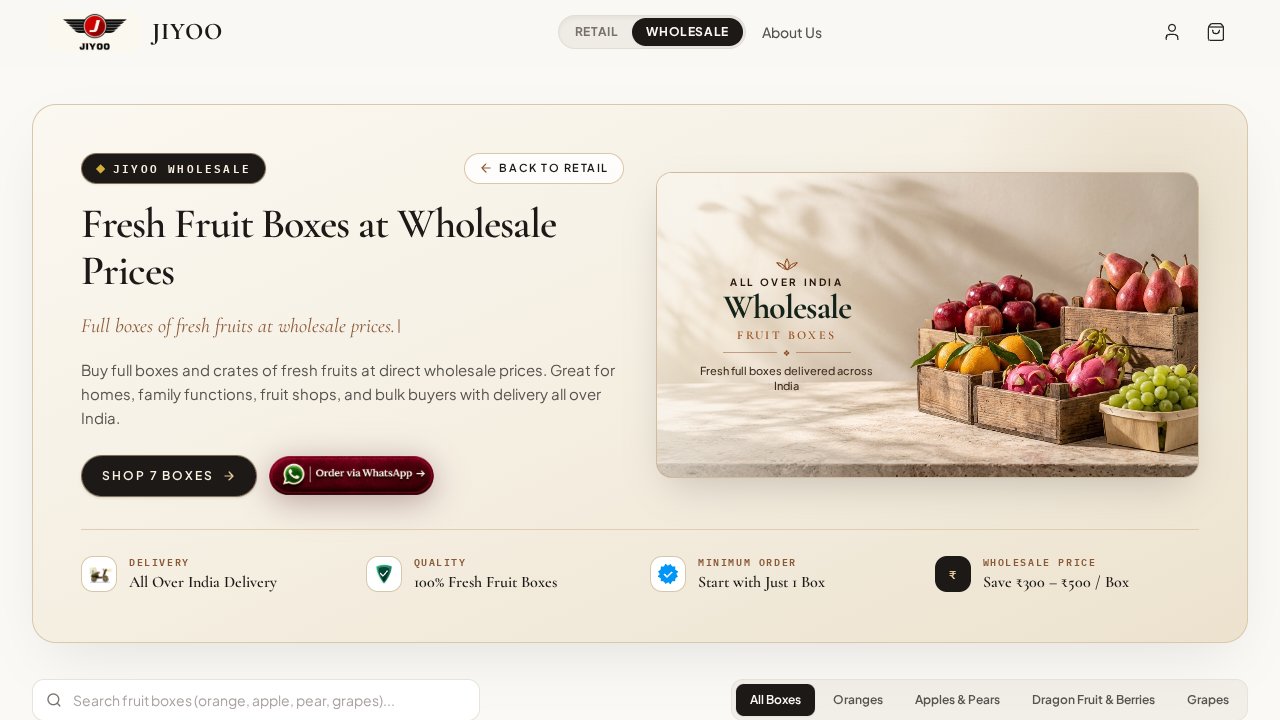 JIYOO
JIYOO
RETAIL
WHOLESALE
About Us
JIYOO WHOLESALE
BACK TO RETAIL
Fresh Fruit Boxes at Wholesale
Prices
Full boxes of fresh fruits at wholesale prices.
Buy full boxes and crates of fresh fruits at direct wholesale prices. Great for
homes, family functions, fruit shops, and bulk buyers with delivery all over
India.
SHOP 7 BOXES →
Order via WhatsApp →
ALL OVER INDIA
Wholesale
FRUIT BOXES
Fresh full boxes delivered across
India
DELIVERY
All Over India Delivery
QUALITY
100% Fresh Fruit Boxes
MINIMUM ORDER
Start with Just 1 Box
₹
WHOLESALE PRICE
Save ₹300 – ₹500 / Box
Search fruit boxes (orange, apple, pear, grapes)...
All Boxes
Oranges
Apples & Pears
Dragon Fruit & Berries
Grapes